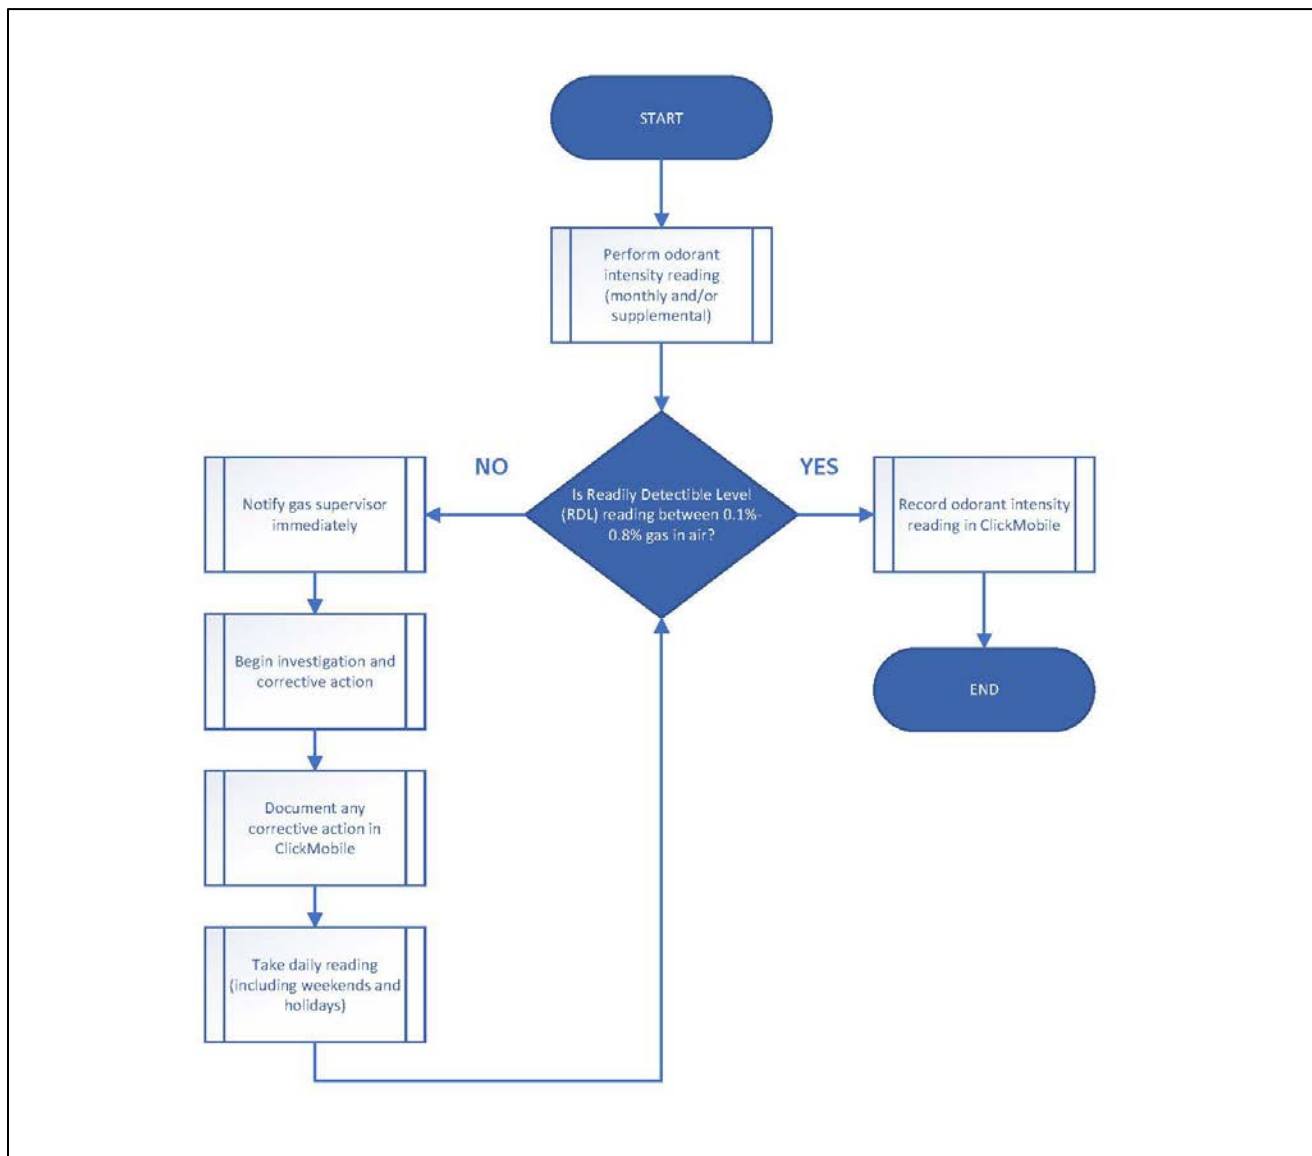 START
Perform odorant
intensity reading
(monthly and/or
supplemental)
NO
YES
Is Readily Detectible Level
(RDL) reading between 0.1%-
0.8% gas in air?
Notify gas supervisor
immediately
Record odorant intensity
reading in ClickMobile
Begin investigation and
corrective action
END
Document any
corrective action in
ClickMobile
Take daily reading
(including weekends and
holidays)